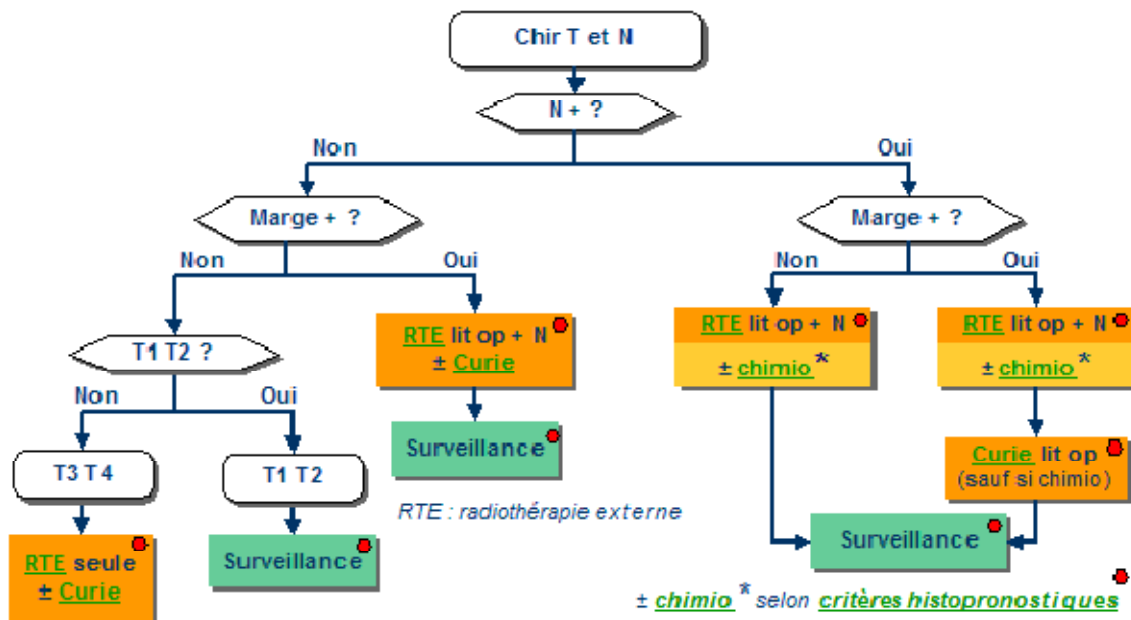 Chir T et N
N + ?
Non
Oui
Marge + ?
Marge + ?
Non
Oui
Non
Oui
RTE lit op + N
± Curie
RTE lit op + N
± chimio *
RTE lit op + N
± chimio *
T1 T2 ?
Non
Oui
Surveillance
Curie lit op
(sauf si chimio)
T3 T4
T1 T2
RTE : radiothérapie externe
RTE seule
± Curie
Surveillance
Surveillance
± chimio * selon critères histopronostiques